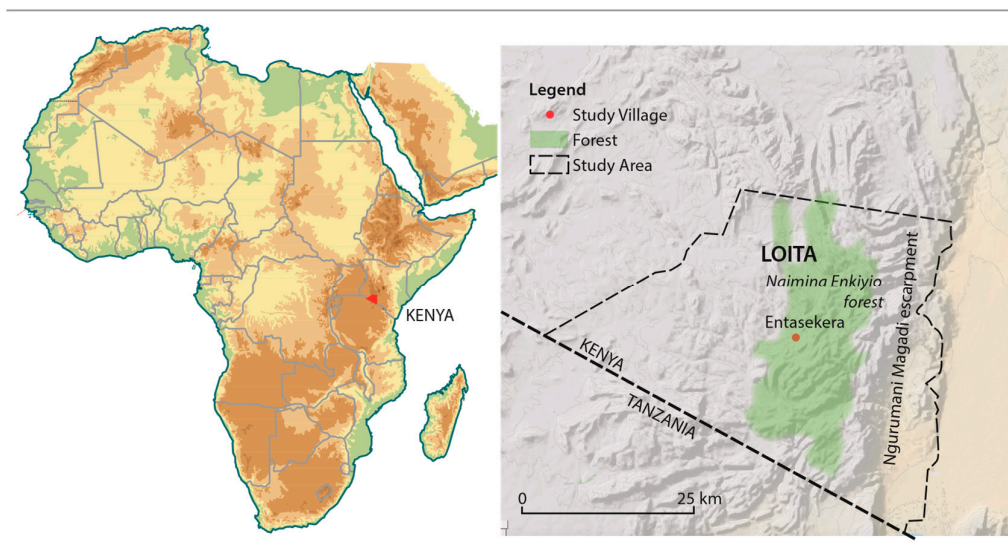 KENYA
Legend
Study Village
Forest
Study Area
LOITA
Naimina Enkiyio
forest
Entasekera
Ngurumani Magadi escarpment
KENYA
TANZANIA
0 25 km